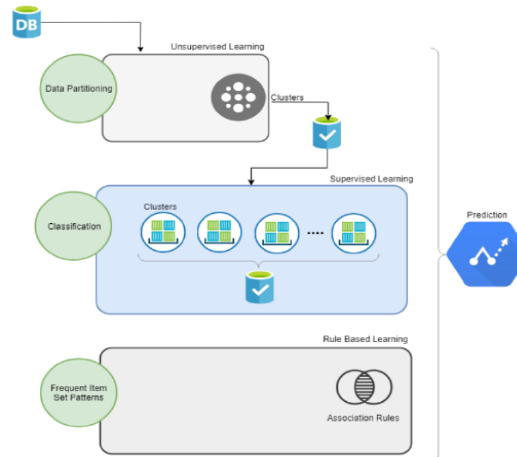 DB
Unsupervised Learning
Data Partitioning
Clusters
Supervised Learning
Clusters
Classification
....
Prediction
Rule Based Learning
Frequent Item
Set Patterns
Association Rules